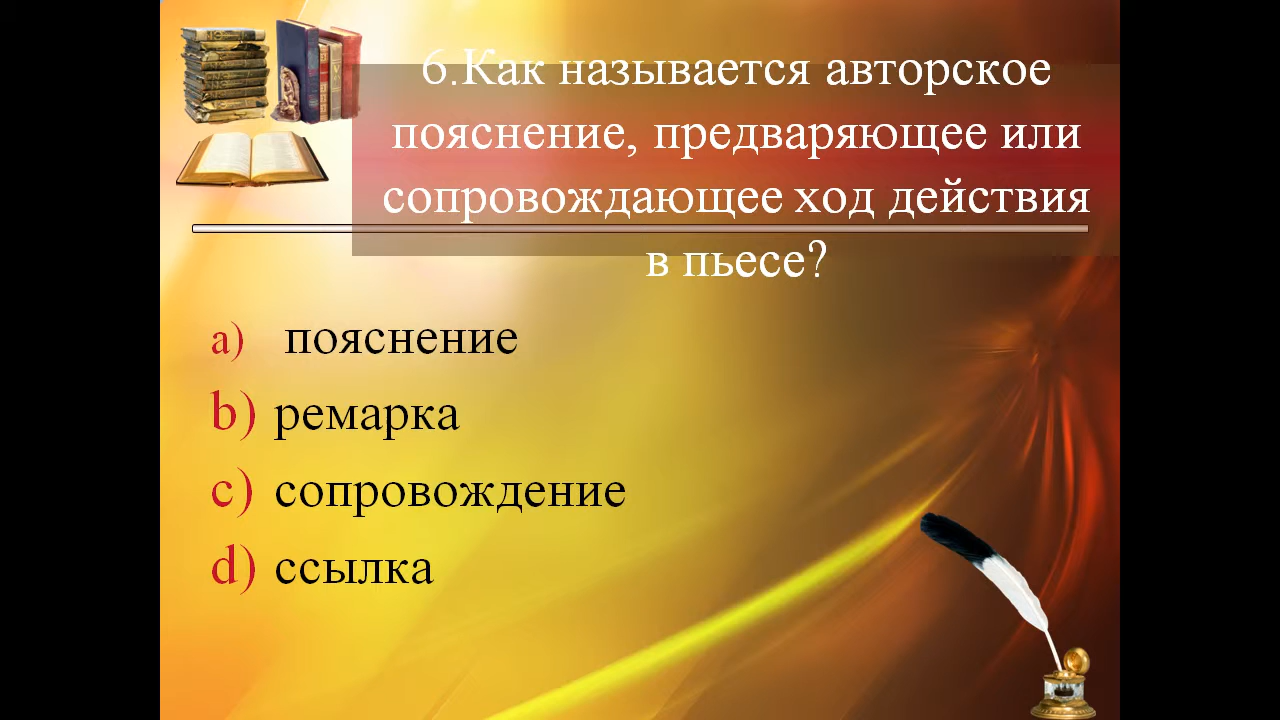 6.Как называется авторское
пояснение, предваряющее или
сопровождающее ход действия
в пьесе?
a) пояснение
b) ремарка
c) сопровождение
d) ссылка